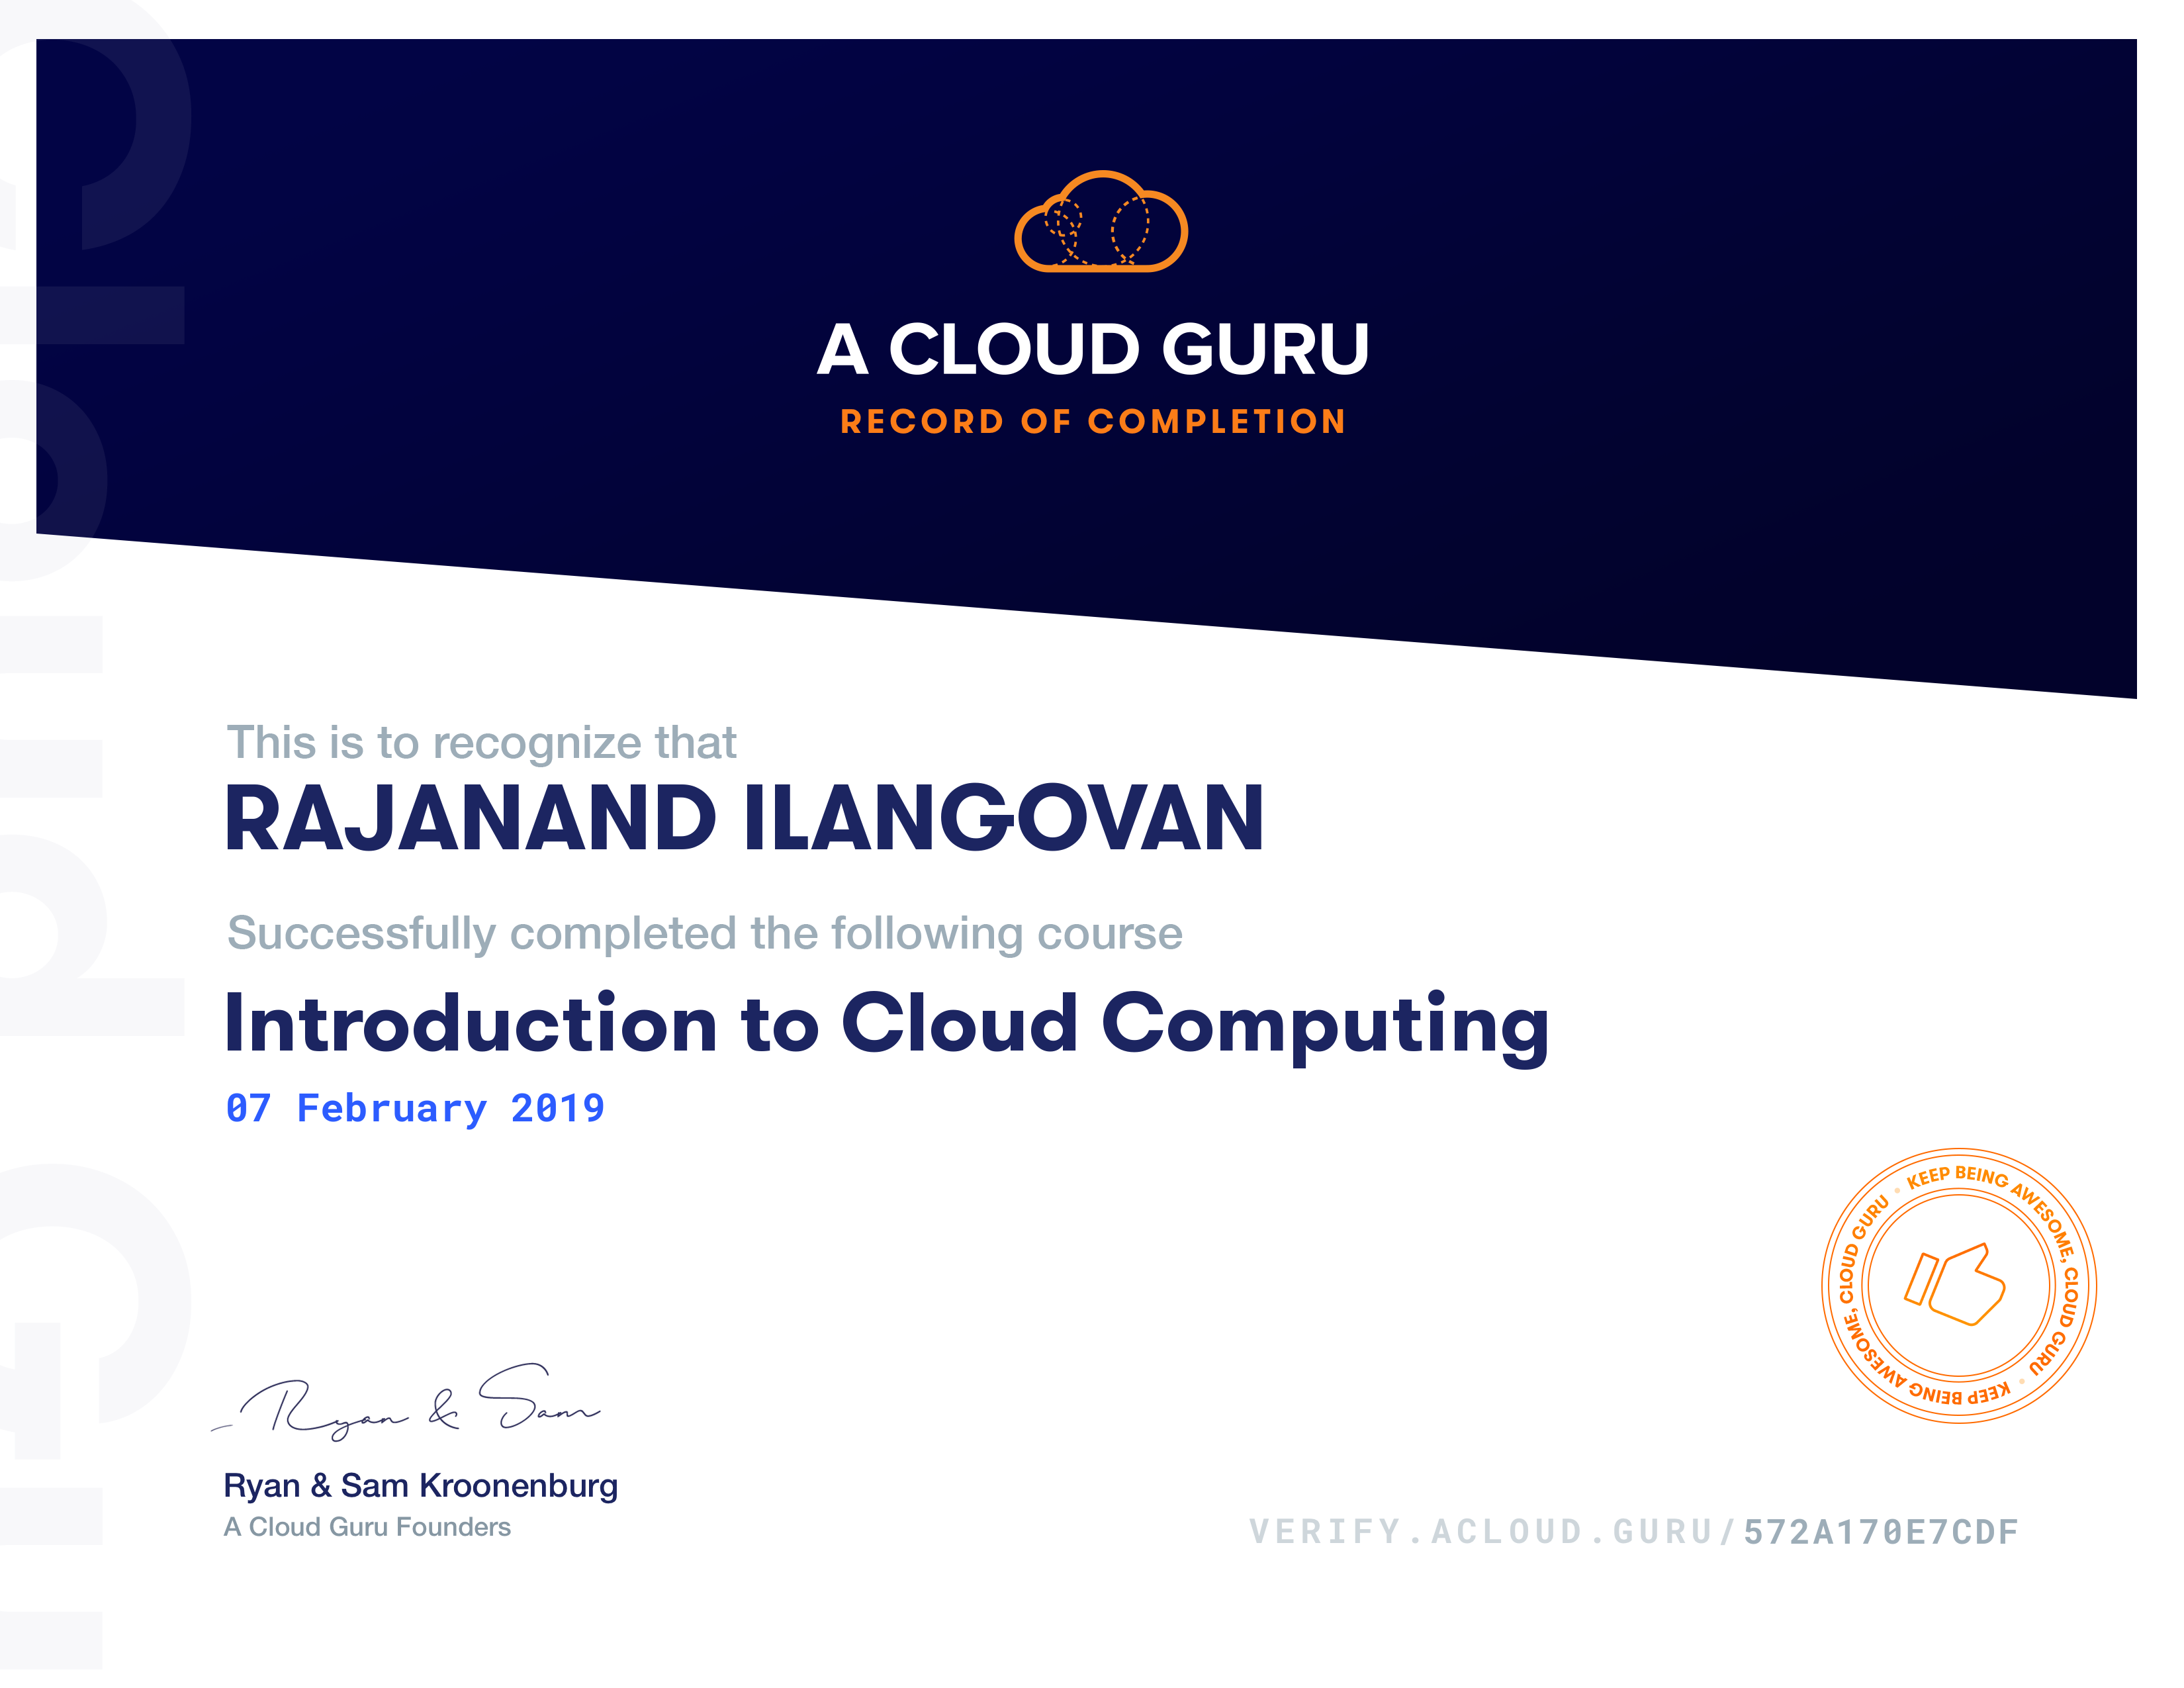 A CLOUD GURU
RECORD OF COMPLETION
This is to recognize that
RAJANAND ILANGOVAN
Successfully completed the following course
Introduction to Cloud Computing
07 February 2019
KEEP BEING AWESOME, CLOUD GURU • KEEP BEING AWESOME, CLOUD GURU •
Ryan & Sam
Ryan & Sam Kroonenburg
A Cloud Guru Founders
VERIFY.ACLOUD.GURU/572A170E7CDF